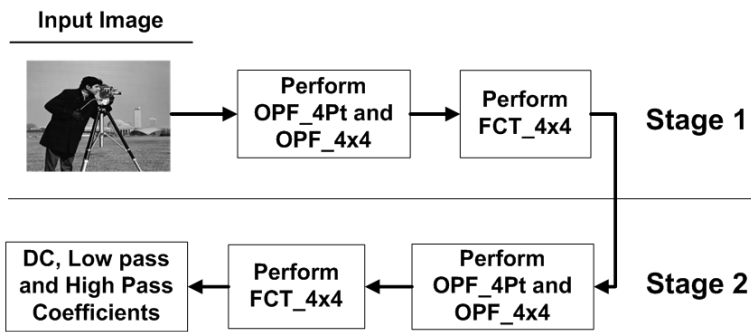 Input Image
Perform
OPF_4Pt and
OPF_4x4
Perform
FCT_4x4
Stage 1
DC, Low pass
and High Pass
Coefficients
Perform
FCT_4x4
Perform
OPF_4Pt and
OPF_4x4
Stage 2